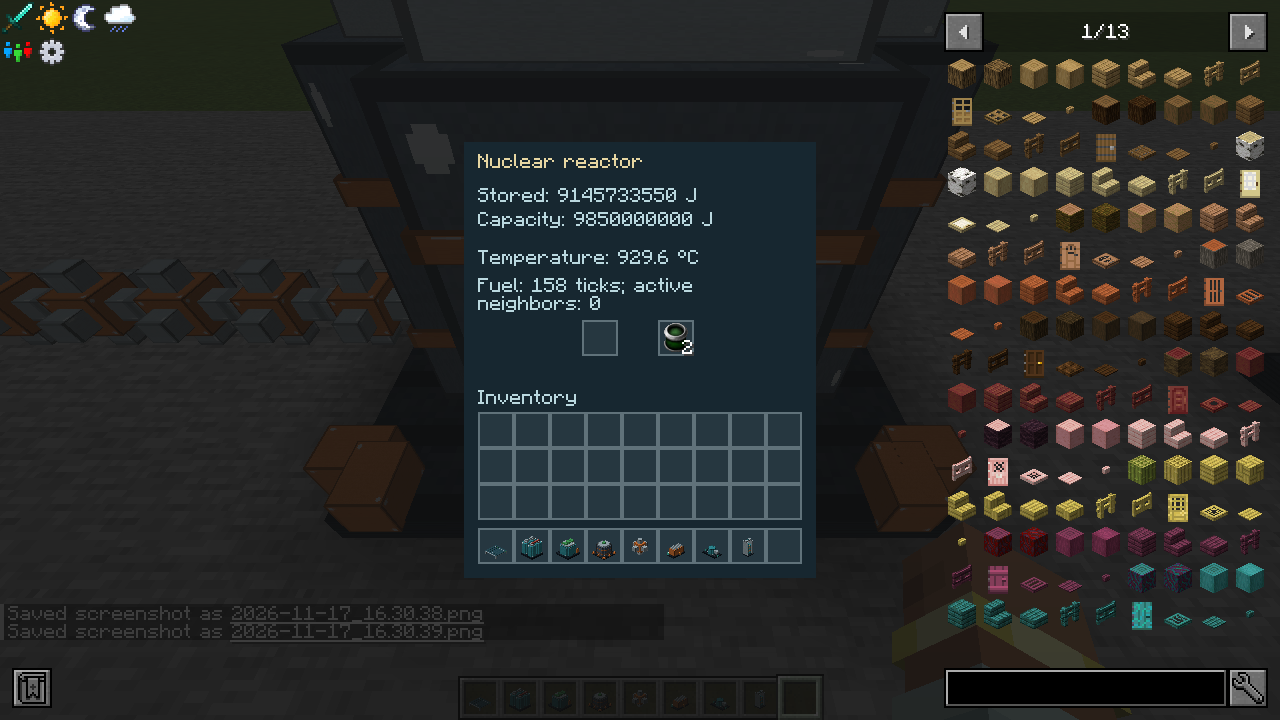 1/13
Nuclear reactor
Stored: 9145733550 J
Capacity: 9850000000 J
Temperature: 929.6 ºC
Fuel: 158 ticks; active
neighbors: 0
2
Inventory
Saved screenshot as 2026-11-17_16.30.38.png
Saved screenshot as 2026-11-17_16.30.39.png